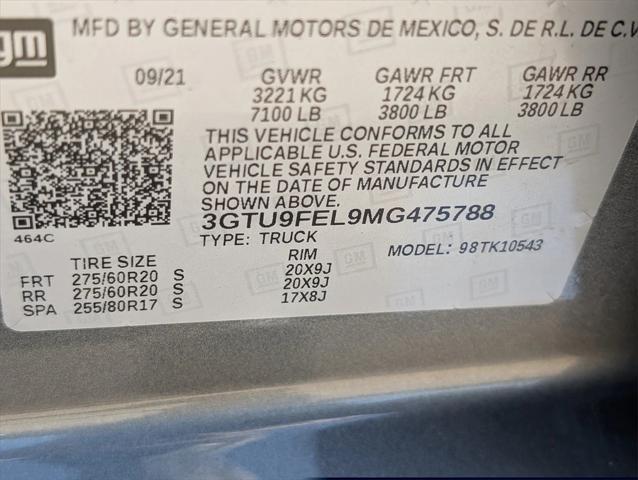 gm
MFD BY GENERAL MOTORS DE MEXICO, S. DE R.L. DE C.V
09/21 GVWR GAWR FRT GAWR RR
3221 KG 1724 KG 1724 KG
7100 LB 3800 LB 3800 LB
THIS VEHICLE CONFORMS TO ALL
APPLICABLE U.S. FEDERAL MOTOR
VEHICLE SAFETY STANDARDS IN EFFECT
ON THE DATE OF MANUFACTURE
SHOWN ABOVE.
3GTU9FEL9MG475788
464C
TYPE: TRUCK MODEL: 98TK10543
TIRE SIZE RIM
FRT 275/60R20 S 20X9J
RR 275/60R20 S 20X9J
SPA 255/80R17 S 17X8J